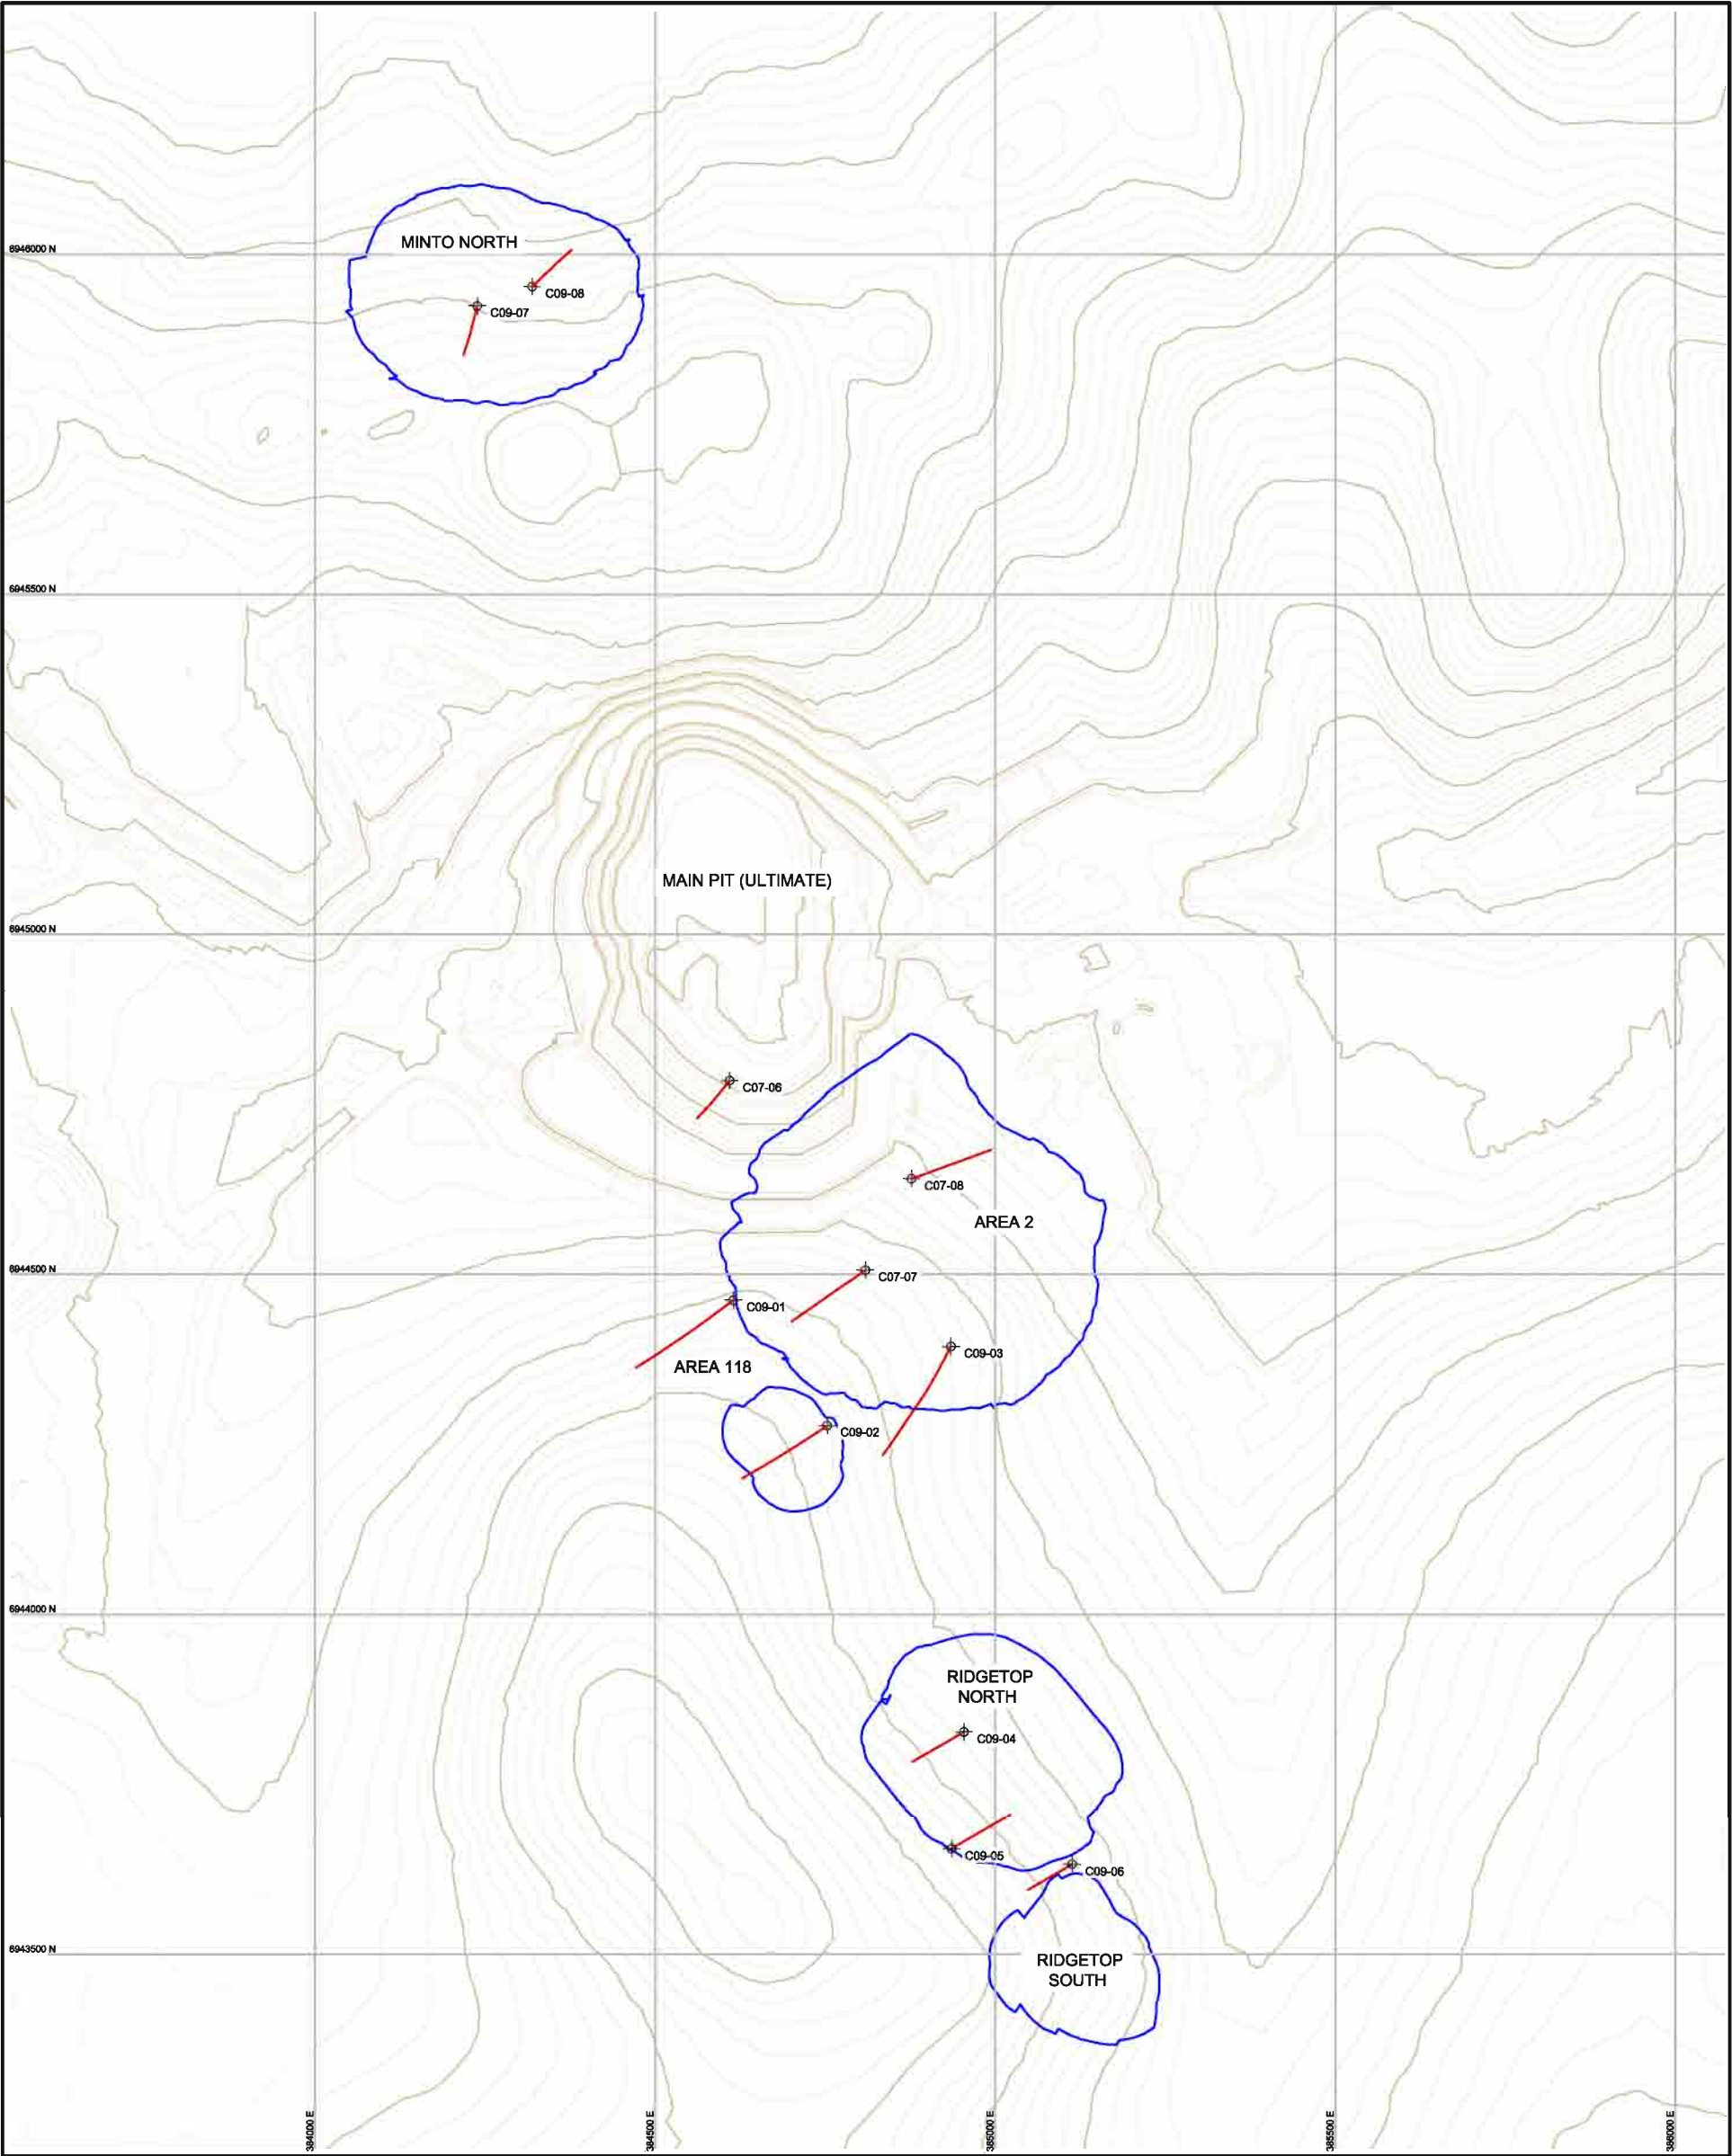 6946000 N
MINTO NORTH
C09-08
C09-07
6945500 N
MAIN PIT (ULTIMATE)
6945000 N
C07-06
C07-08
AREA 2
6944500 N
C07-07
C09-01
C09-03
AREA 118
C09-02
6944000 N
RIDGETOP
NORTH
C09-04
C09-05
C09-06
6943500 N
RIDGETOP
SOUTH
384000 E
384500 E
385000 E
385500 E
386000 E